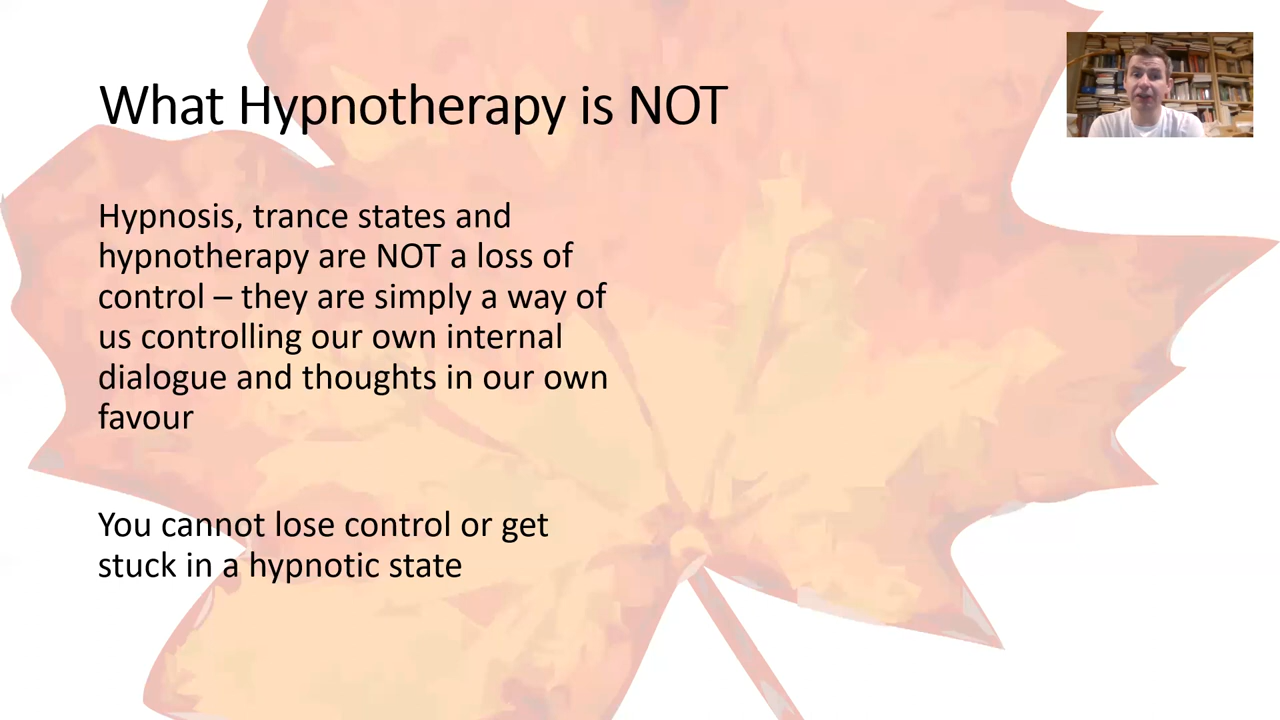 What Hypnotherapy is NOT
Hypnosis, trance states and
hypnotherapy are NOT a loss of
control – they are simply a way of
us controlling our own internal
dialogue and thoughts in our own
favour
You cannot lose control or get
stuck in a hypnotic state